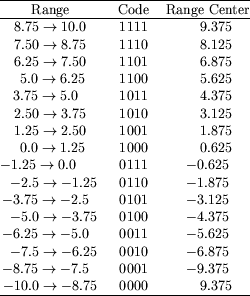 Range Code Range Center
8.75 → 10.0 1111 9.375
7.50 → 8.75 1110 8.125
6.25 → 7.50 1101 6.875
5.0 → 6.25 1100 5.625
3.75 → 5.0 1011 4.375
2.50 → 3.75 1010 3.125
1.25 → 2.50 1001 1.875
0.0 → 1.25 1000 0.625
−1.25 → 0.0 0111 −0.625
−2.5 → −1.25 0110 −1.875
−3.75 → −2.5 0101 −3.125
−5.0 → −3.75 0100 −4.375
−6.25 → −5.0 0011 −5.625
−7.5 → −6.25 0010 −6.875
−8.75 → −7.5 0001 −9.375
−10.0 → −8.75 0000 9.375